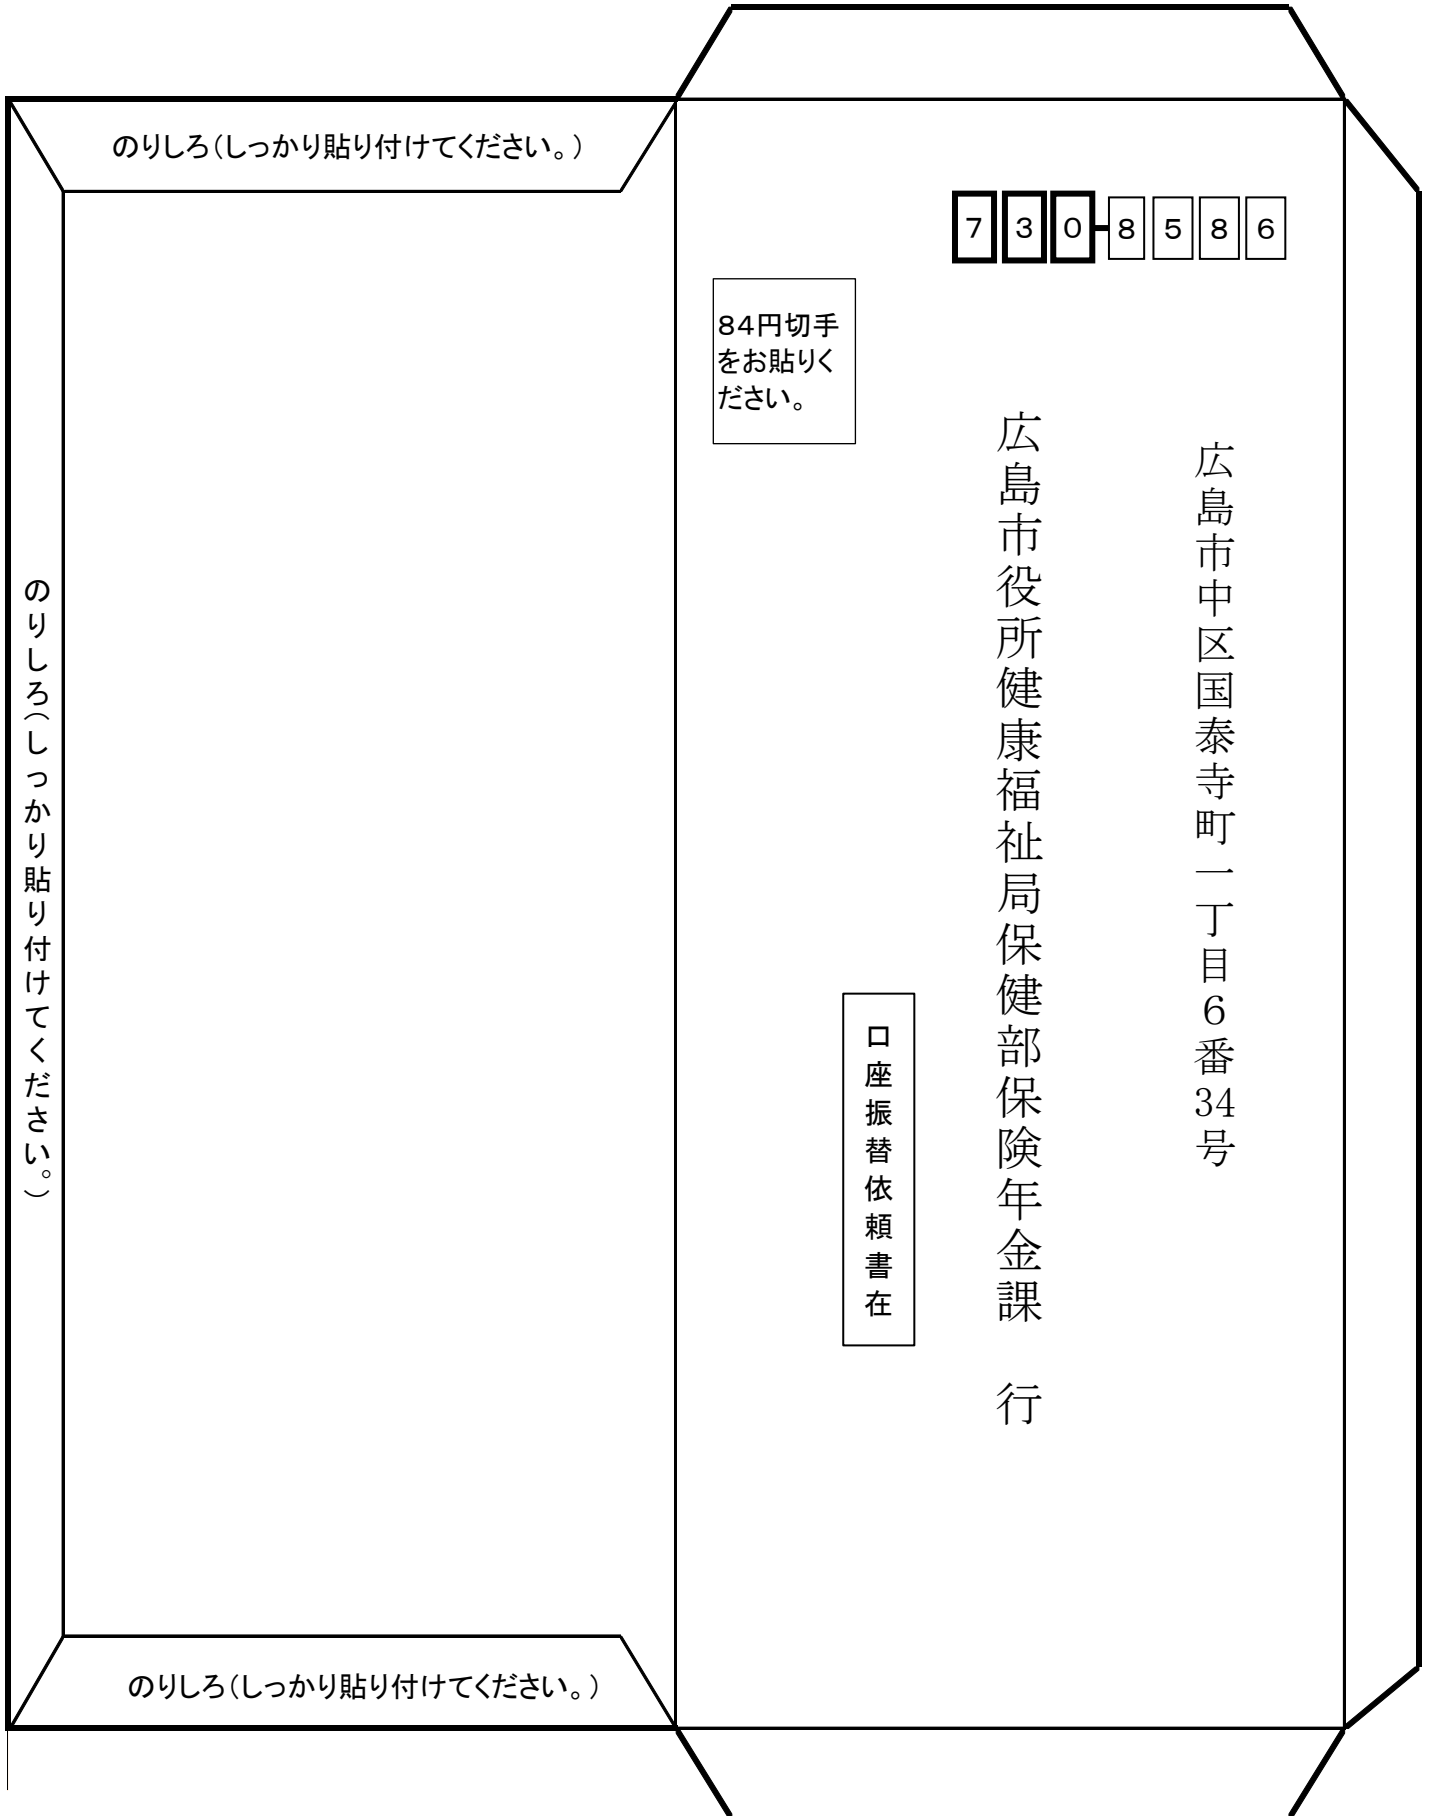 のりしろ（しっかり貼り付けてください。）
730-8586
84円切手
をお貼りく
ださい。
広島市中区国泰寺町一丁目6番34号
広島市役所健康福祉局保健部保険年金課　行
口座振替依頼書在
のりしろ（しっかり貼り付けてください。）
のりしろ（しっかり貼り付けてください。）